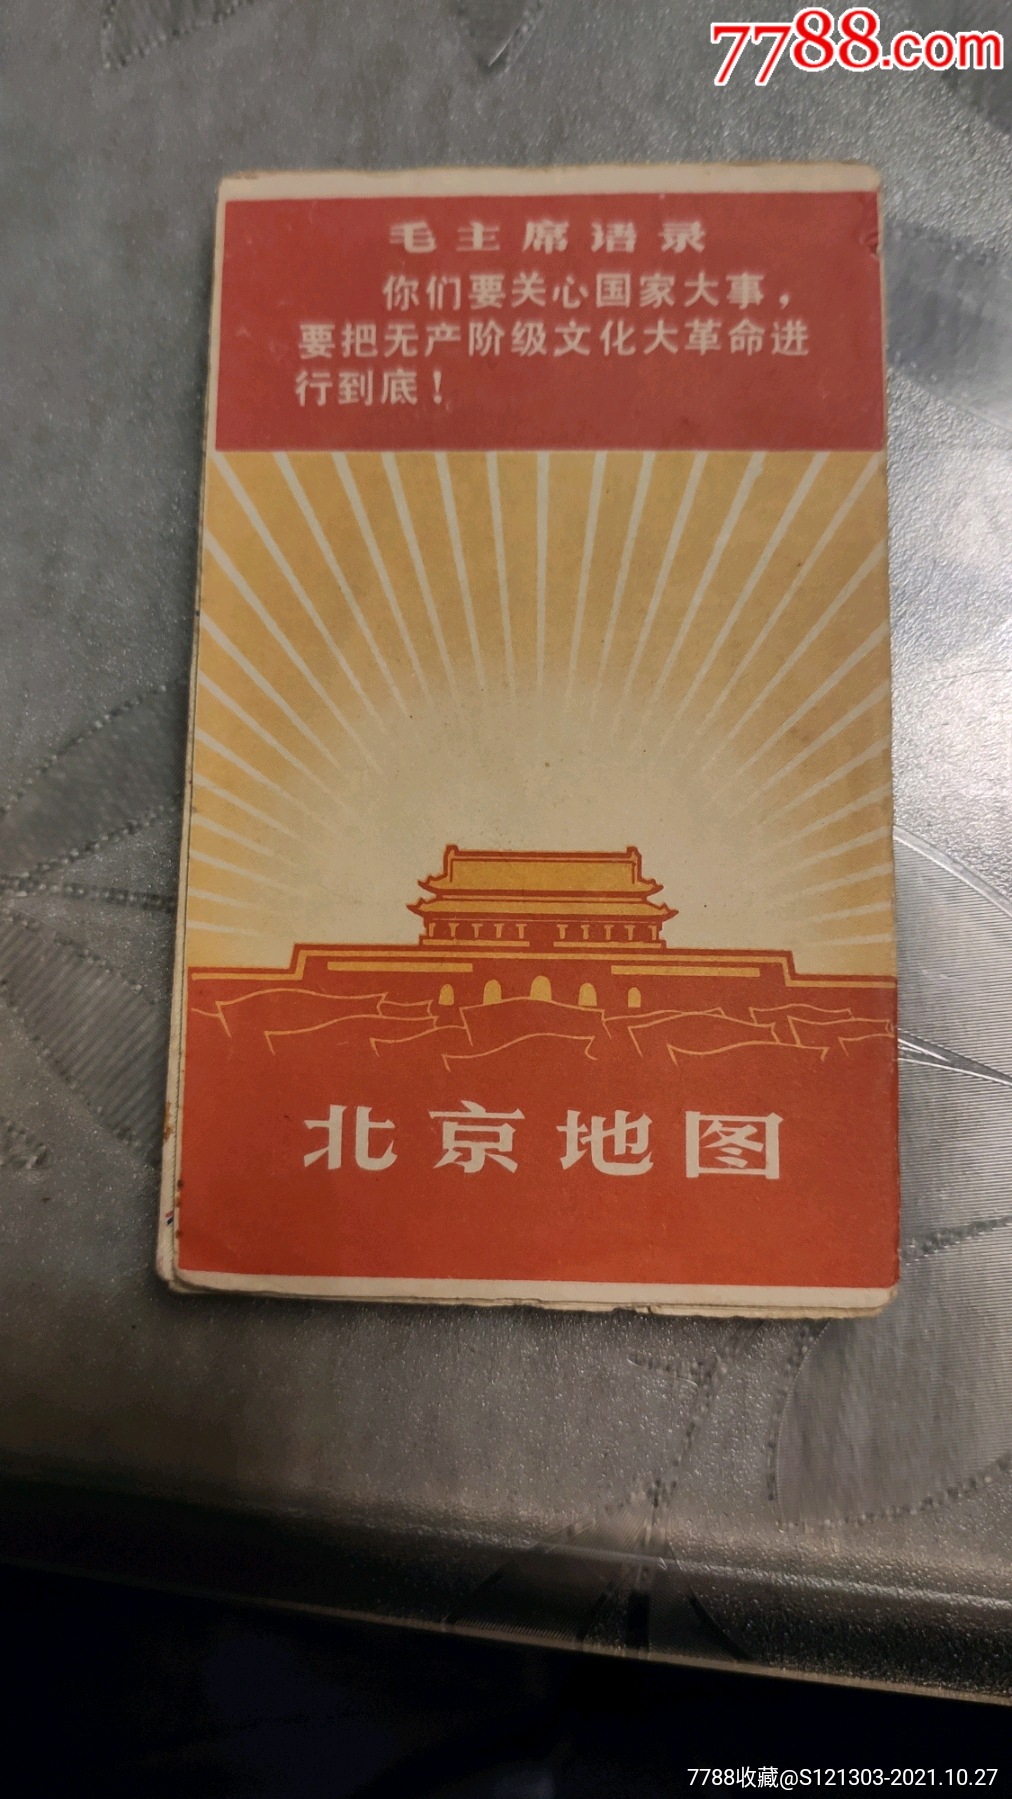 7788.com
毛主席语录
你们要关心国家大事，
要把无产阶级文化大革命进
行到底！
北京地图
7788收藏@S121303-2021.10.27